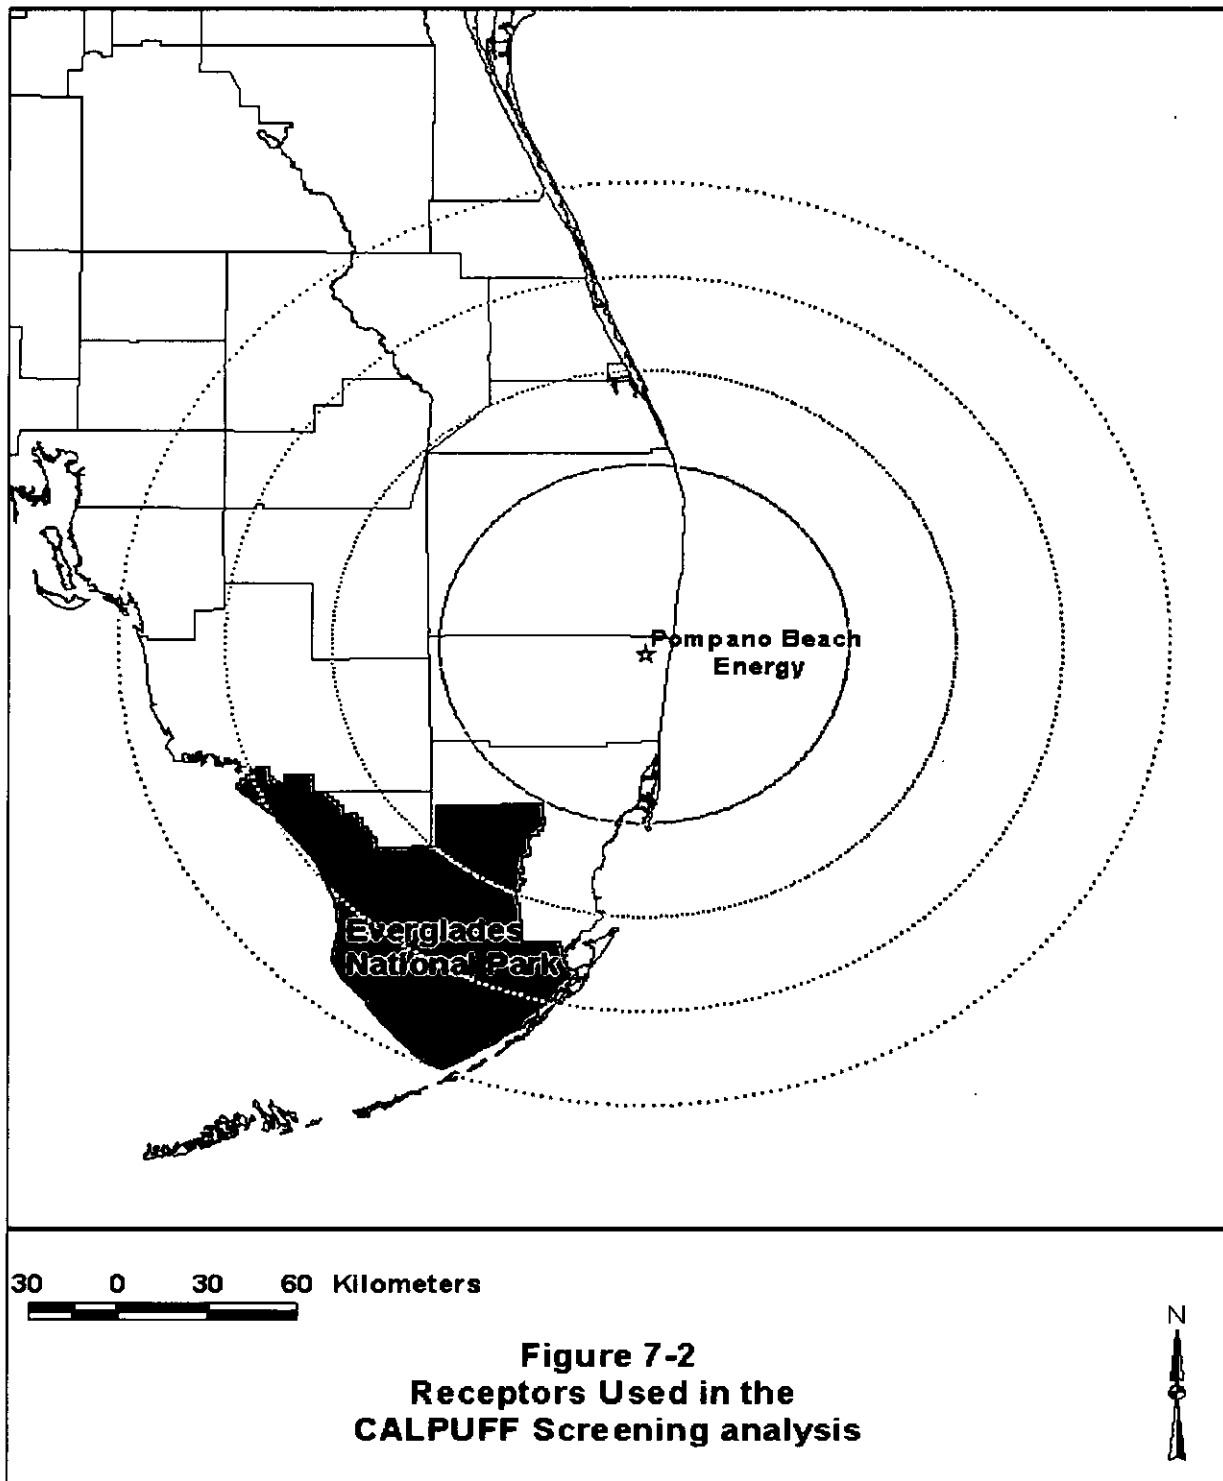 Pompano Beach
Energy
Everglades
National Park
30 0 30 60 Kilometers
N
Figure 7-2
Receptors Used in the
CALPUFF Screening analysis